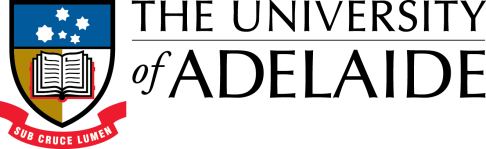 THE UNIVERSITY
of ADELAIDE
SUB CRUCE LUMEN